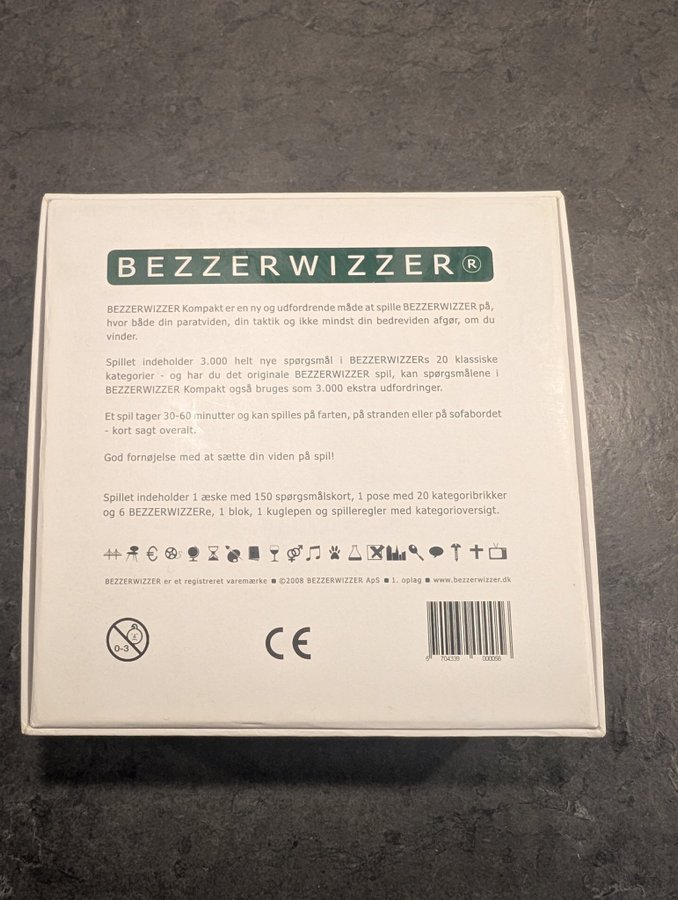 BEZZERWIZZER®
BEZZERWIZZER Kompakt er en ny og udfordrende måde at spille BEZZERWIZZER på,
hvor både din paratviden, din taktik og ikke mindst din bedreviden afgør, om du
vinder.
Spillet indeholder 3.000 helt nye spørgsmål i BEZZERWIZZERs 20 klassiske
kategorier - og har du det originale BEZZERWIZZER spil, kan spørgsmålene i
BEZZERWIZZER Kompakt også bruges som 3.000 ekstra udfordringer.
Et spil tager 30-60 minutter og kan spilles på farten, på stranden eller på sofabordet
- kort sagt overalt.
God fornøjelse med at sætte din viden på spil!
Spillet indeholder 1 æske med 150 spørgsmålskort, 1 pose med 20 kategoribrikker
og 6 BEZZERWIZZERe, 1 blok, 1 kuglepen og spilleregler med kategorioversigt.
BEZZERWIZZER er et registreret varemærke ■ ©2008 BEZZERWIZZER ApS ■ 1. oplag ■ www.bezzerwizzer.dk
0-3
CE
5 704339 000056